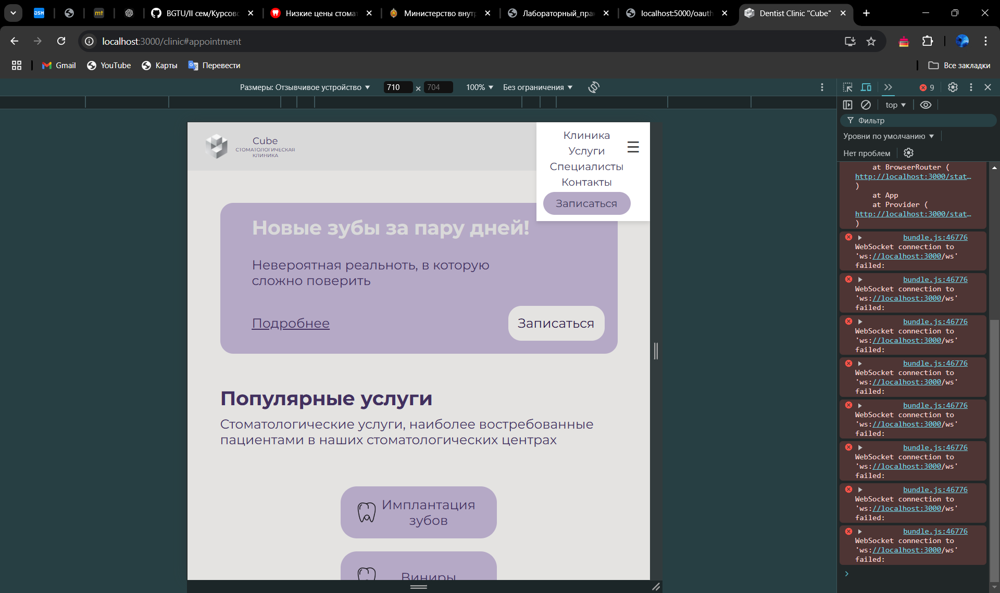 BGTU/II сем/Курсово
Низкие цены стомат
Министерство внутр
Лабораторный_прак
localhost:5000/oauth
Dentist Clinic "Cube"
localhost:3000/clinic#appointment
Gmail
YouTube
Карты
Перевести
Все закладки
Размеры: Отзывчивое устройство
710 × 704
100%
Без ограничения
9
top
Фильтр
Уровни по умолчанию
Нет проблем
Cube
СТОМАТОЛОГИЧЕСКАЯ
КЛИНИКА
Клиника
Услуги
Специалисты
Контакты
Записаться
Новые зубы за пару дней!
Невероятная реальноть, в которую
сложно поверить
Подробнее
Записаться
Популярные услуги
Стоматологические услуги, наиболее востребованные
пациентами в наших стоматологических центрах
Имплантация
зубов
Виниры
at BrowserRouter (
http://localhost:3000/stat…
)
at App
at Provider (
http://localhost:3000/stat…
)
bundle.js:46776
WebSocket connection to
'ws://localhost:3000/ws'
failed:
bundle.js:46776
WebSocket connection to
'ws://localhost:3000/ws'
failed:
bundle.js:46776
WebSocket connection to
'ws://localhost:3000/ws'
failed:
bundle.js:46776
WebSocket connection to
'ws://localhost:3000/ws'
failed:
bundle.js:46776
WebSocket connection to
'ws://localhost:3000/ws'
failed:
bundle.js:46776
WebSocket connection to
'ws://localhost:3000/ws'
failed:
bundle.js:46776
WebSocket connection to
'ws://localhost:3000/ws'
failed:
bundle.js:46776
WebSocket connection to
'ws://localhost:3000/ws'
failed: